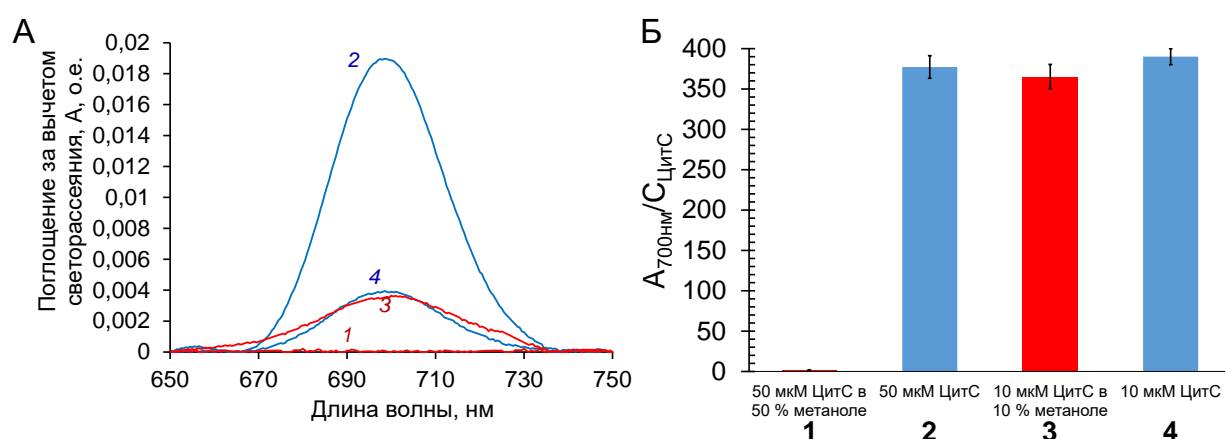 А
Поглощение за вычетом
светорассеяния, А, о.е.
0,02
0,018
0,016
0,014
0,012
0,01
0,008
0,006
0,004
0,002
0
2
4
3
1
650 670 690 710 730 750
Длина волны, нм
Б
A700нм/CЦитС
400
350
300
250
200
150
100
50
0
50 мкМ ЦитС в
50 % метаноле
50 мкМ ЦитС
10 мкМ ЦитС в
10 % метаноле
10 мкМ ЦитС
1 2 3 4